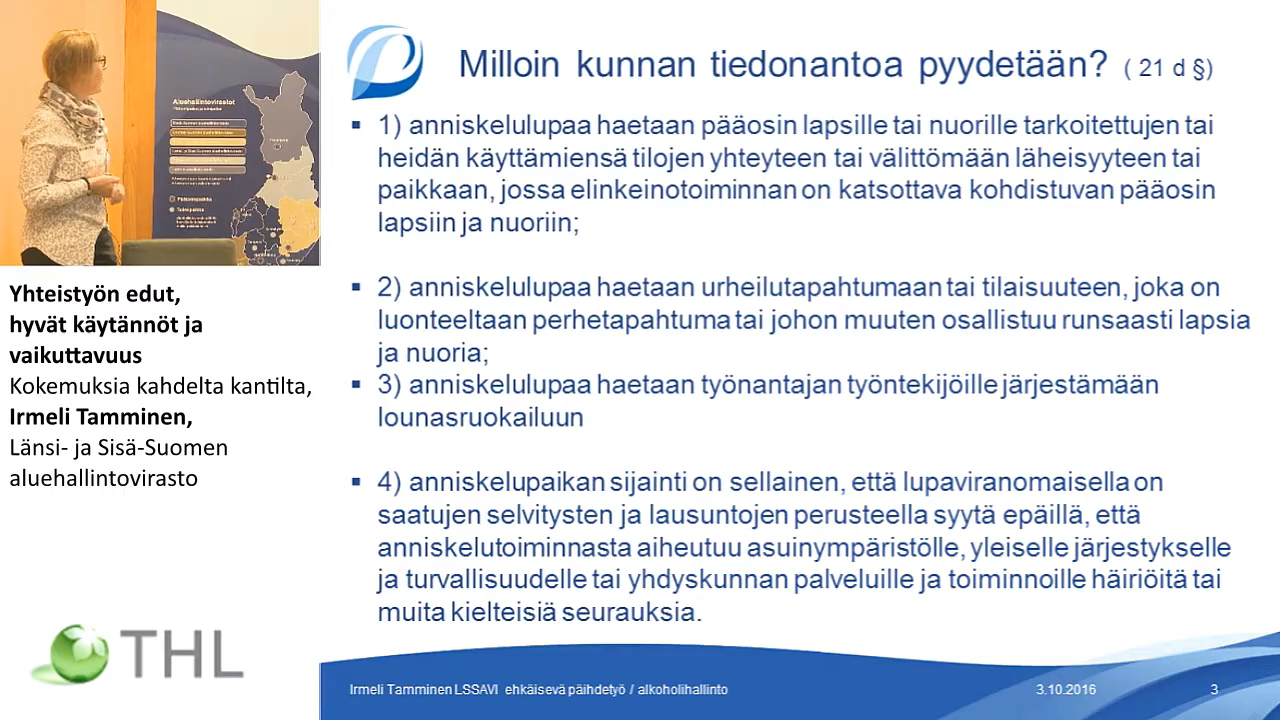 Aluehallintovirastot
Milloin kunnan tiedonantoa pyydetään? ( 21 d §)
▪ 1) anniskelulupaa haetaan pääosin lapsille tai nuorille tarkoitettujen tai
heidän käyttämiensä tilojen yhteyteen tai välittömään läheisyyteen tai
paikkaan, jossa elinkeinotoiminnan on katsottava kohdistuvan pääosin
lapsiin ja nuoriin;
▪ 2) anniskelulupaa haetaan urheilutapahtumaan tai tilaisuuteen, joka on
luonteeltaan perhetapahtuma tai johon muuten osallistuu runsaasti lapsia
ja nuoria;
▪ 3) anniskelulupaa haetaan työnantajan työntekijöille järjestämään
lounasruokailuun
▪ 4) anniskelupaikan sijainti on sellainen, että lupaviranomaisella on
saatujen selvitysten ja lausuntojen perusteella syytä epäillä, että
anniskelutoiminnasta aiheutuu asuinympäristölle, yleiselle järjestykselle
ja turvallisuudelle tai yhdyskunnan palveluille ja toiminnoille häiriöitä tai
muita kielteisiä seurauksia.
Irmeli Tamminen LSSAVI ehkäisevä päihdetyö / alkoholihallinto
3.10.2016
3
Yhteistyön edut,
hyvät käytännöt ja
vaikuttavuus
Kokemuksia kahdelta kantilta,
Irmeli Tamminen,
Länsi- ja Sisä-Suomen
aluehallintovirasto
THL